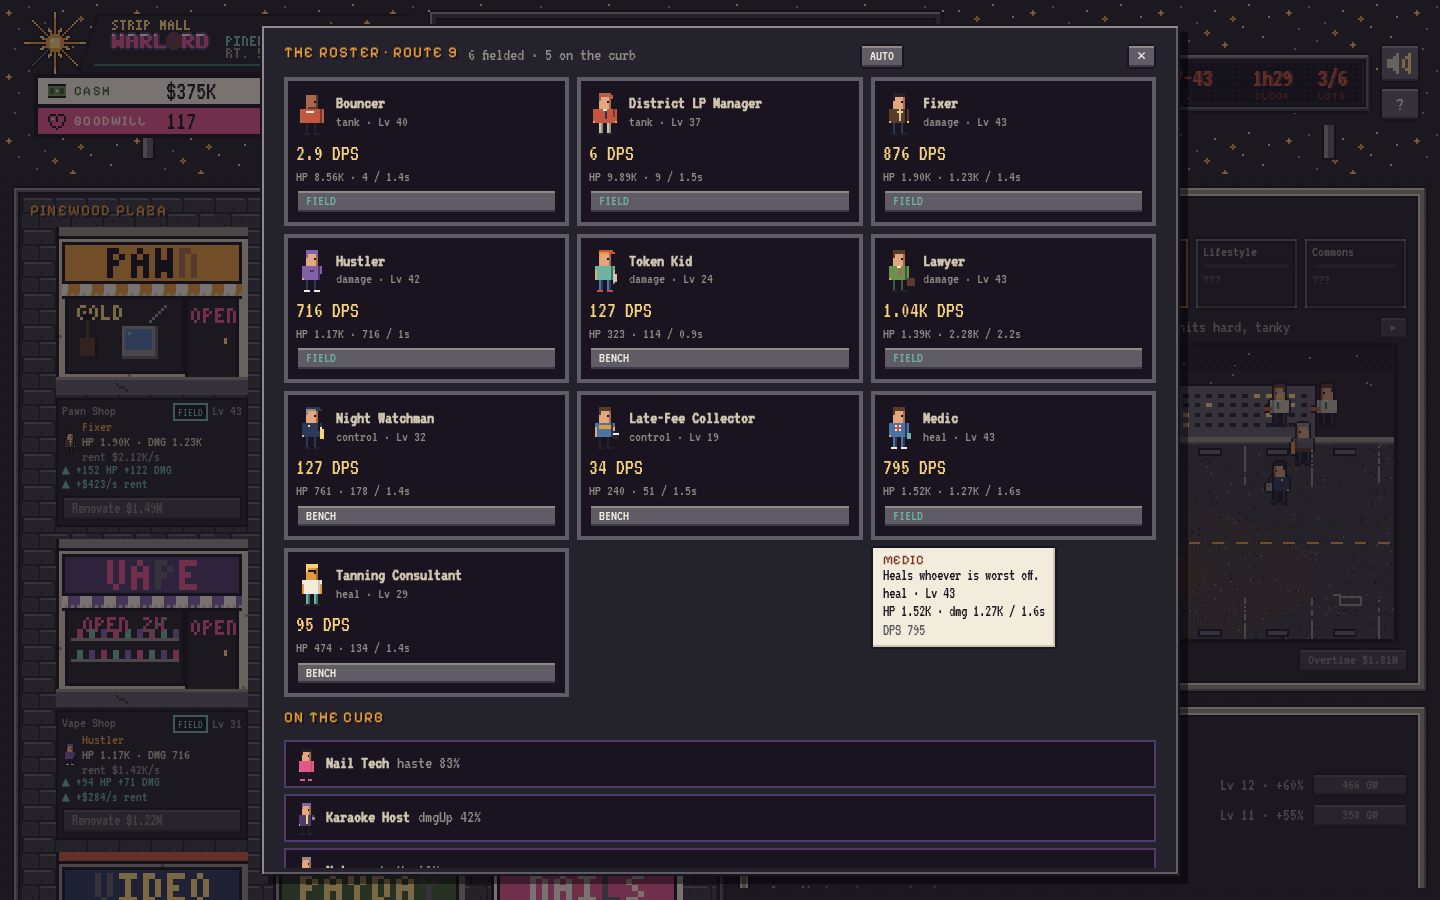 STRIP MALL
WARLORD
PINE
RT.
CASH $375K
GOODWILL 117
-43 1h29 3/6
CLOCK LOTS
?
THE ROSTER · ROUTE 9 6 fielded · 5 on the curb AUTO ×
Bouncer
tank · Lv 40
2.9 DPS
HP 8.56K · 4 / 1.4s
FIELD
District LP Manager
tank · Lv 37
6 DPS
HP 9.89K · 9 / 1.5s
FIELD
Fixer
damage · Lv 43
876 DPS
HP 1.90K · 1.23K / 1.4s
FIELD
Hustler
damage · Lv 42
716 DPS
HP 1.17K · 716 / 1s
FIELD
Token Kid
damage · Lv 24
127 DPS
HP 323 · 114 / 0.9s
BENCH
Lawyer
damage · Lv 43
1.04K DPS
HP 1.39K · 2.28K / 2.2s
FIELD
Night Watchman
control · Lv 32
127 DPS
HP 761 · 178 / 1.4s
BENCH
Late-Fee Collector
control · Lv 19
34 DPS
HP 240 · 51 / 1.5s
BENCH
Medic
heal · Lv 43
795 DPS
HP 1.52K · 1.27K / 1.6s
FIELD
Tanning Consultant
heal · Lv 29
95 DPS
HP 474 · 134 / 1.4s
BENCH
MEDIC
Heals whoever is worst off.
heal · Lv 43
HP 1.52K · dmg 1.27K / 1.6s
DPS 795
ON THE CURB
Nail Tech haste 83%
Karaoke Host dmgUp 42%
PINEWOOD PLAZA
PAWN
GOLD
OPEN
Pawn Shop FIELD Lv 43
Fixer
HP 1.90K · DMG 1.23K
rent $2.12K/s
▲ +152 HP +122 DMG
▲ +$423/s rent
Renovate $1.49M
VAPE
OPEN 24
OPEN
Vape Shop FIELD Lv 31
Hustler
HP 1.17K · DMG 716
rent $1.42K/s
▲ +94 HP +71 DMG
▲ +$284/s rent
Renovate $1.22M
VIDEO
PAYDAY
NAILS
Lifestyle
???
Commons
???
hits hard, tanky
Overtime $1.81M
Lv 12 · +60% 466 GW
Lv 11 · +55% 358 GW